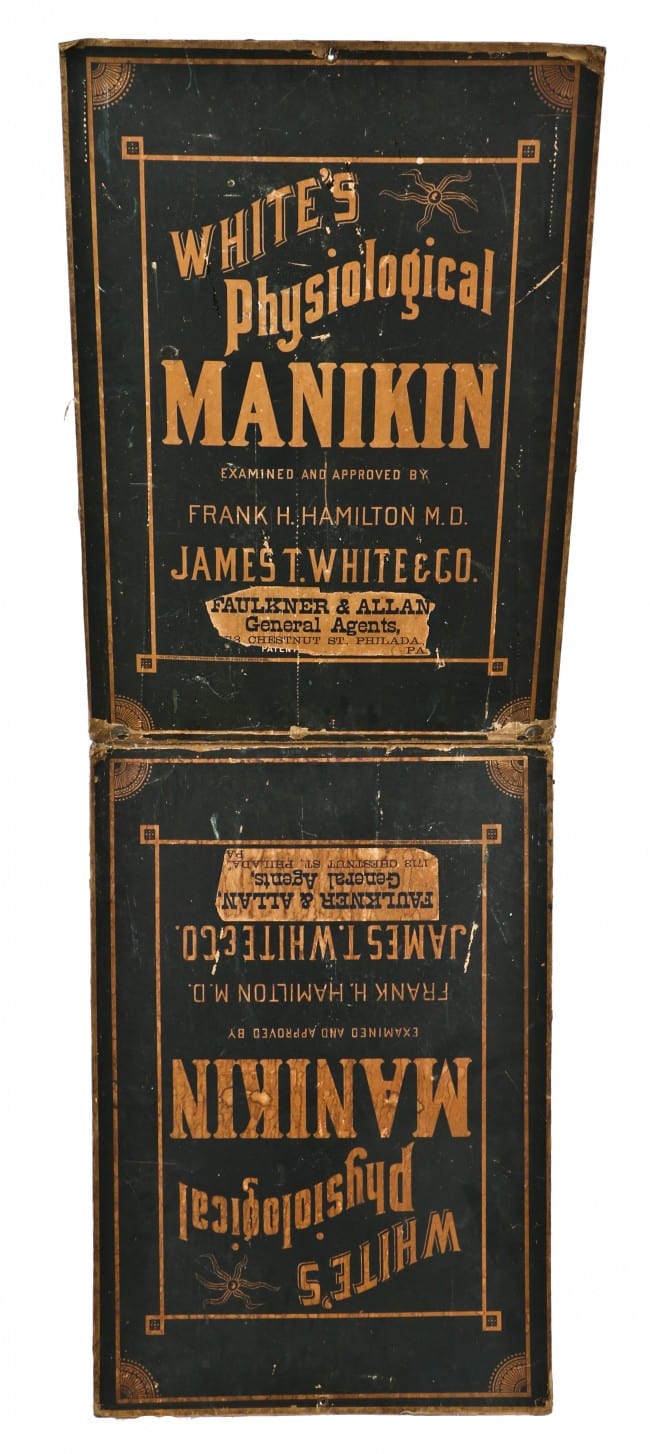 WHITE'S
Physiological
MANIKIN
EXAMINED AND APPROVED BY
FRANK H. HAMILTON M.D.
JAMES T. WHITE & CO.
FAULKNER & ALLAN
General Agents,
CHESTNUT ST., PHILADA.,
PATENT
PA
WHITE'S
Physiological
MANIKIN
EXAMINED AND APPROVED BY
FRANK H. HAMILTON M.D.
JAMES T. WHITE & CO.
FAULKNER & ALLAN,
General Agents,
1713 CHESTNUT ST. PHILADA.,
PA